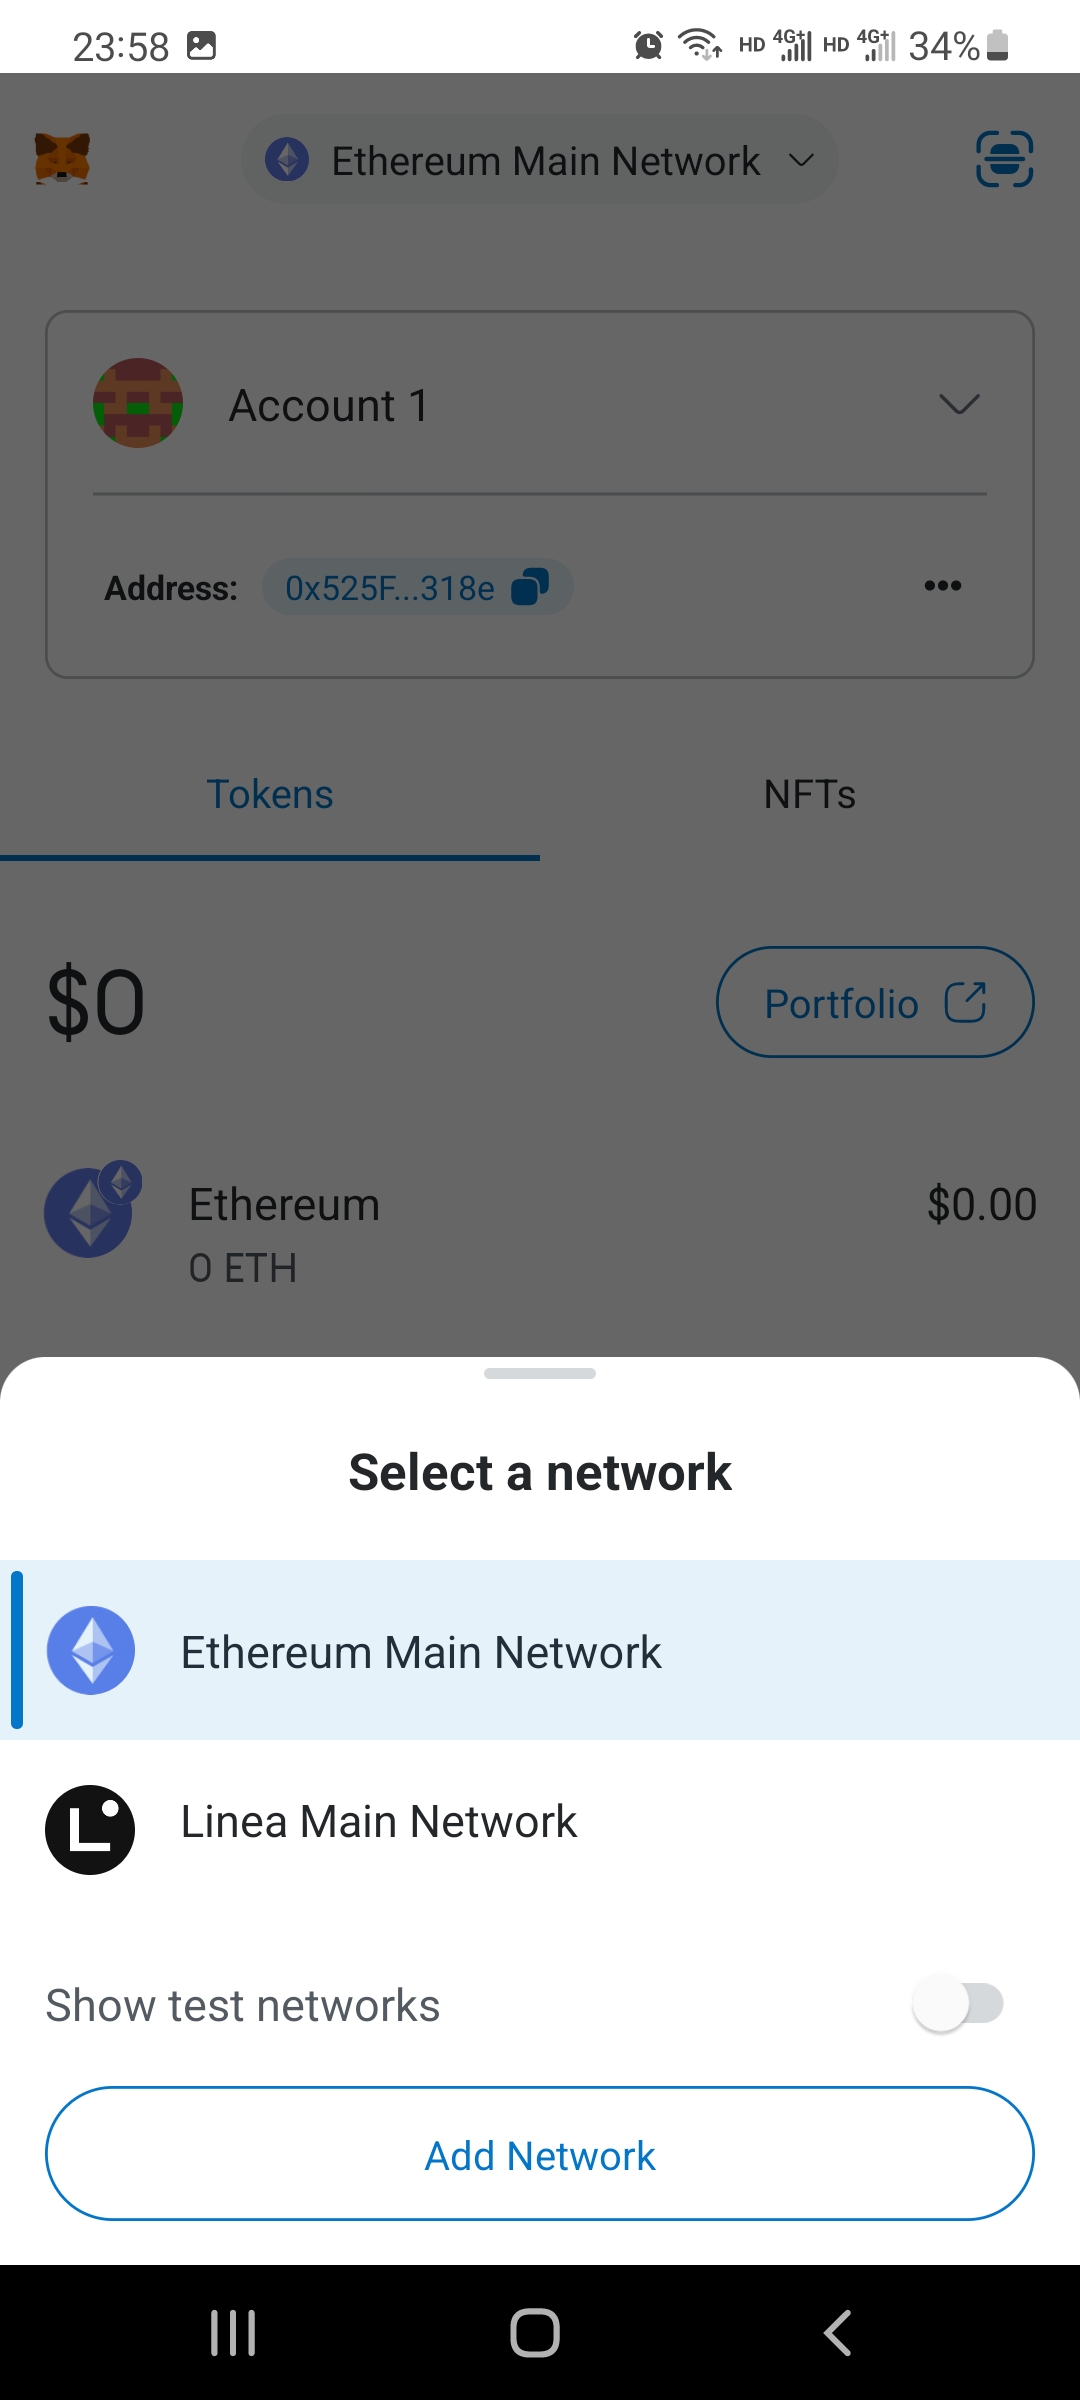 23:58 HD 4G+ HD 4G+ 34%
Ethereum Main Network
Account 1
Address: 0x525F...318e
Tokens NFTs
$0 Portfolio
Ethereum $0.00
0 ETH
Select a network
Ethereum Main Network
Linea Main Network
Show test networks
Add Network